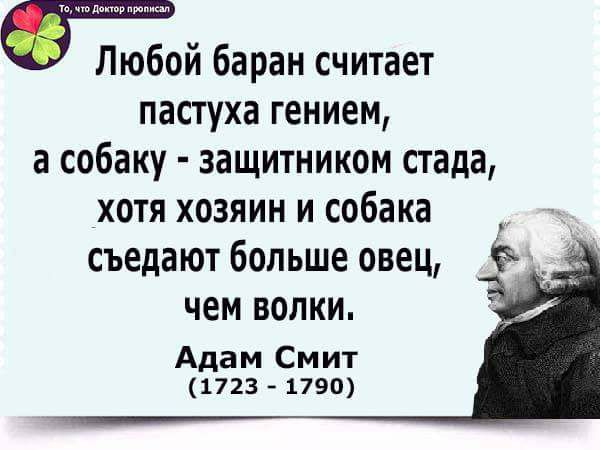 То, что Доктор прописал
Любой баран считает
пастуха гением,
а собаку - защитником стада,
хотя хозяин и собака
съедают больше овец,
чем волки.
Адам Смит
(1723 - 1790)